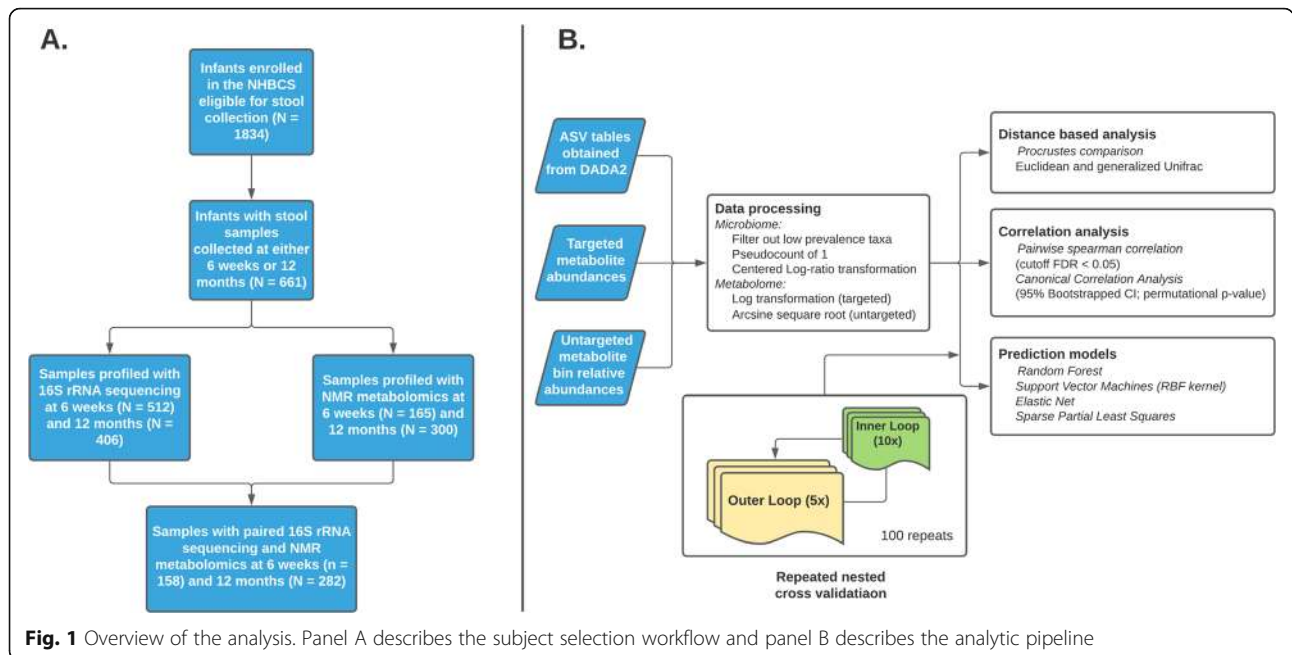 A.
Infants enrolled
in the NHBCS
eligible for stool
collection (N =
1834)
Infants with stool
samples
collected at either
6 weeks or 12
months (N = 661)
Samples profiled with
16S rRNA sequencing
at 6 weeks (N = 512)
and 12 months (N =
406)
Samples profiled with
NMR metabolomics at
6 weeks (N = 165) and
12 months (N = 300)
Samples with paired 16S rRNA
sequencing and NMR
metabolomics at 6 weeks (n =
158) and 12 months (N = 282)
B.
ASV tables
obtained
from DADA2
Targeted
metabolite
abundances
Untargeted
metabolite
bin relative
abundances
Data processing
Microbiome:
Filter out low prevalence taxa
Pseudocount of 1
Centered Log-ratio transformation
Metabolome:
Log transformation (targeted)
Arcsine sequare root (untargeted)
Inner Loop
(10x)
Outer Loop (5x)
100 repeats
Repeated nested
cross validatiaon
Distance based analysis
Procrustes comparison
Euclidean and generalized Unifrac
Correlation analysis
Pairwise spearman correlation
(cutoff FDR < 0.05)
Canonical Correlation Analysis
(95% Bootstrapped CI; permutational p-value)
Prediction models
Random Forest
Support Vector Machines (RBF kernel)
Elastic Net
Sparse Partial Least Squares
Fig. 1 Overview of the analysis. Panel A describes the subject selection workflow and panel B describes the analytic pipeline